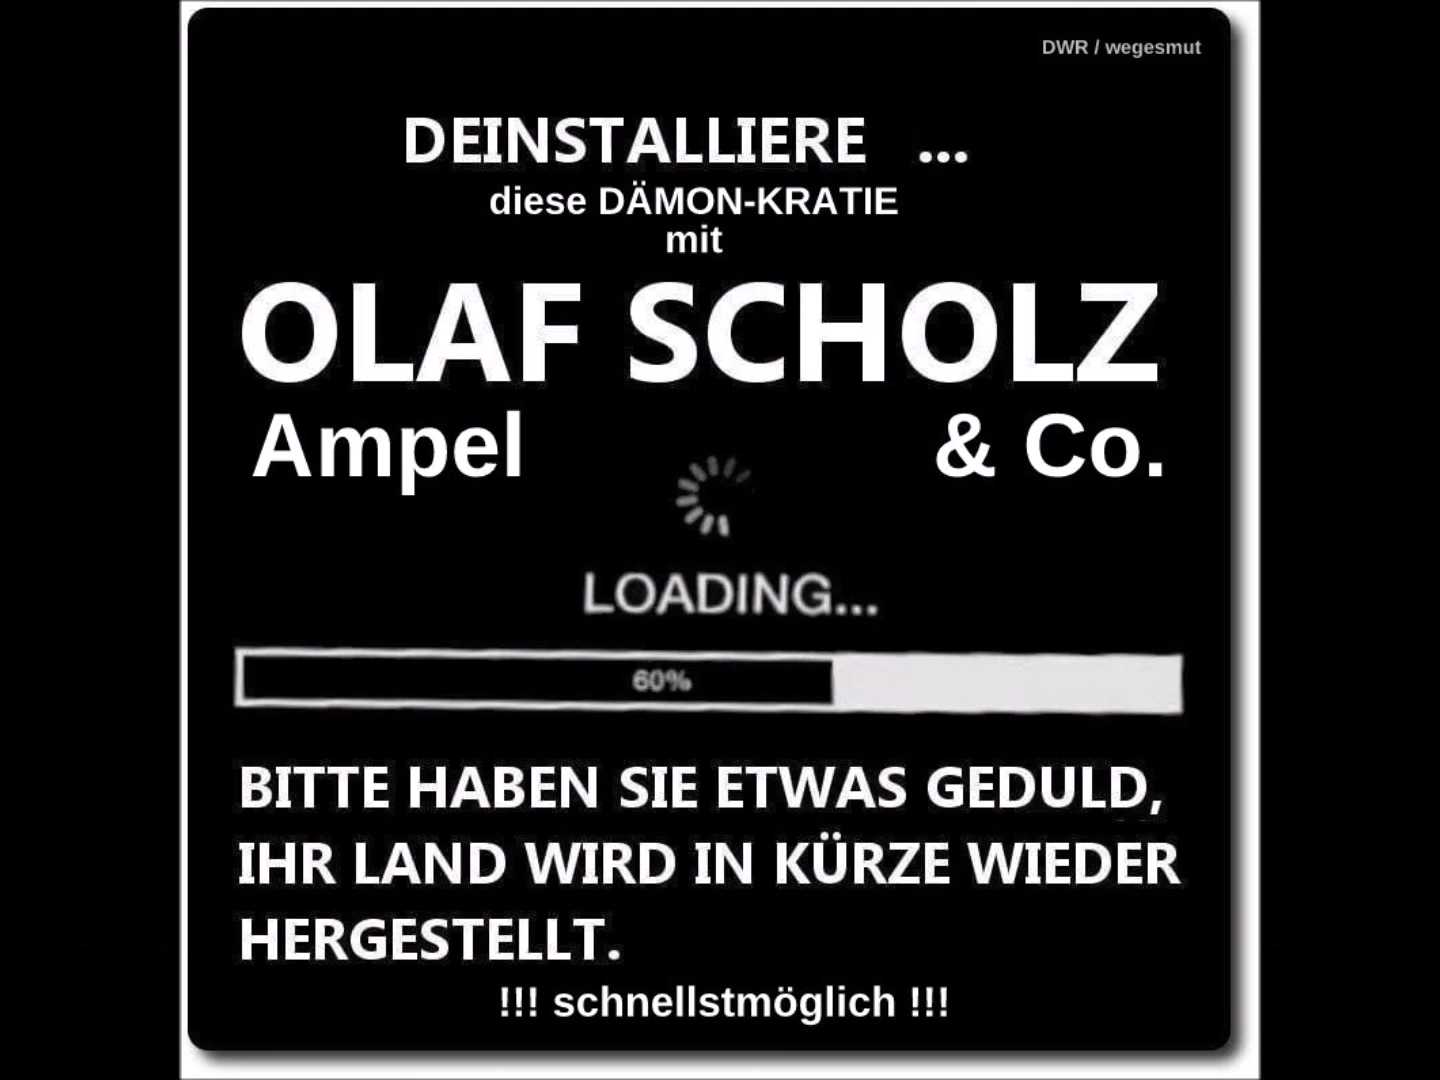 DWR / wegesmut
DEINSTALLIERE ...
diese DÄMON-KRATIE
mit
OLAF SCHOLZ
Ampel & Co.
LOADING...
60%
BITTE HABEN SIE ETWAS GEDULD,
IHR LAND WIRD IN KÜRZE WIEDER
HERGESTELLT.
!!! schnellstmöglich !!!